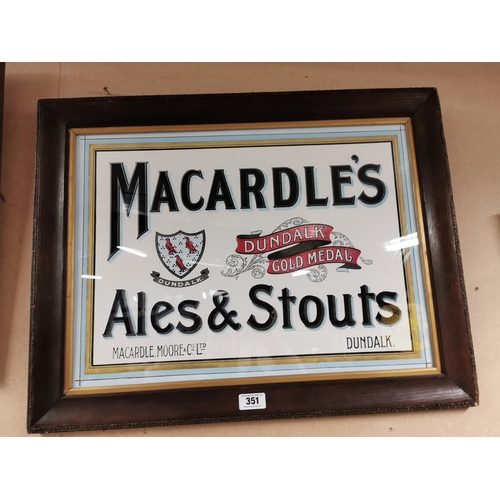 MACARDLE'S
DUNDALK
GOLD MEDAL
DUNDALK
Ales & Stouts
MACARDLE, MOORE & Co LTD
DUNDALK.
351